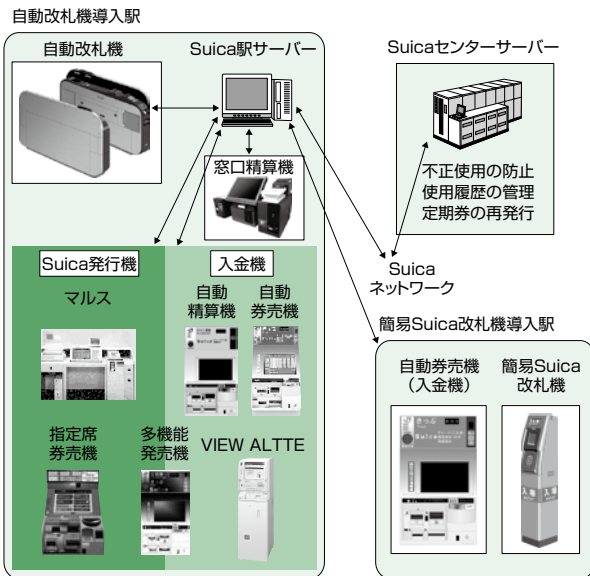 自動改札機導入駅
自動改札機
Suica駅サーバー
窓口精算機
Suica発行機
マルス
指定席
券売機
多機能
発売機
入金機
自動
精算機
自動
券売機
VIEW ALTTE
Suicaセンターサーバー
不正使用の防止
使用履歴の管理
定期券の再発行
Suica
ネットワーク
簡易Suica改札機導入駅
自動券売機
（入金機）
簡易Suica
改札機
きっぷ
入場